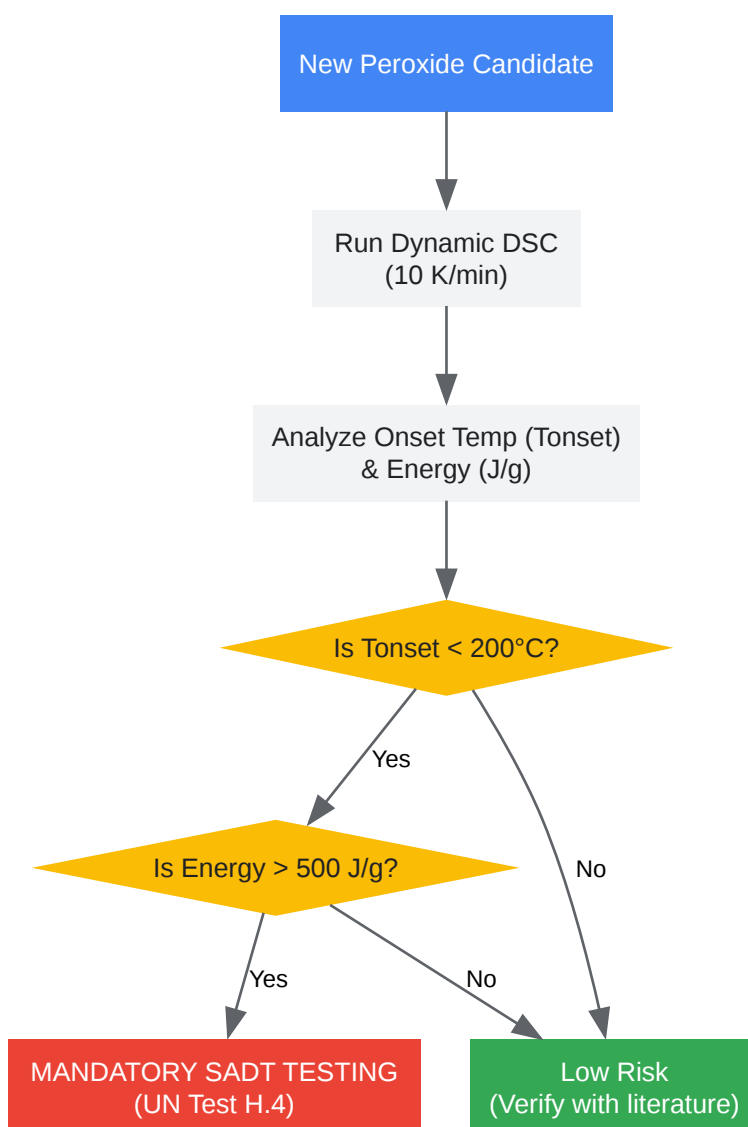 New Peroxide Candidate
Run Dynamic DSC
(10 K/min)
Analyze Onset Temp (Tonset)
& Energy (J/g)
Is Tonset < 200°C?
Yes
Is Energy > 500 J/g?
No
Yes
No
MANDATORY SADT TESTING
(UN Test H.4)
Low Risk
(Verify with literature)